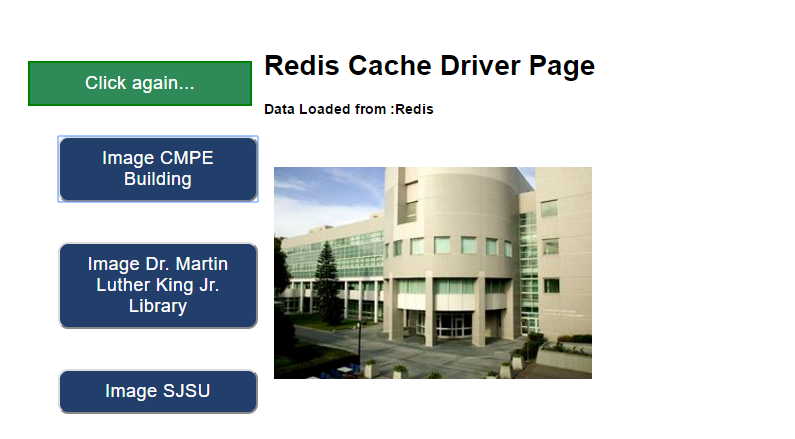 Redis Cache Driver Page
Click again...
Data Loaded from :Redis
Image CMPE
Building
Image Dr. Martin
Luther King Jr.
Library
Image SJSU